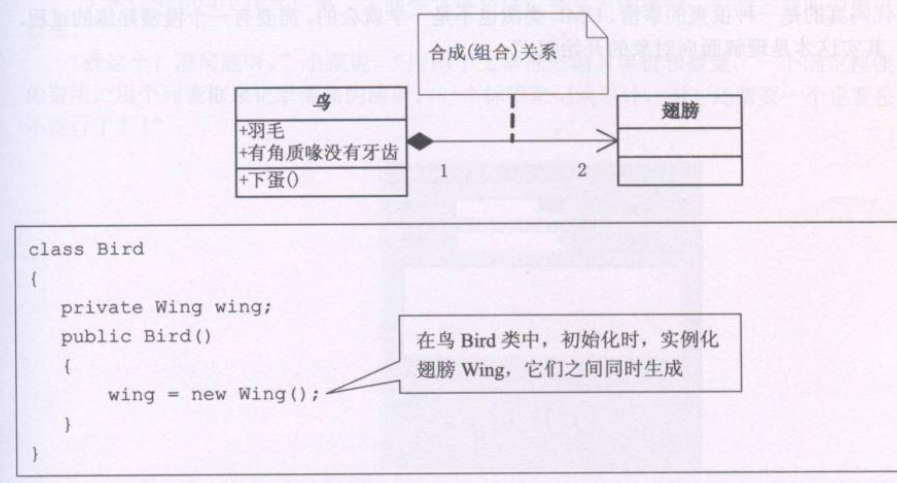 合成(组合)关系
鸟
+羽毛
+有角质喙没有牙齿
+下蛋()
1
2
翅膀
class Bird
{
private Wing wing;
public Bird()
{
wing = new Wing();
}
}
在鸟 Bird 类中，初始化时，实例化
翅膀 Wing，它们之间同时生成